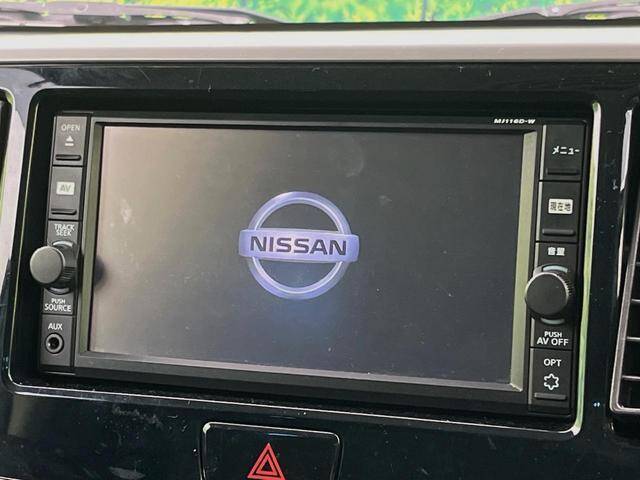 MJ116D-W
OPEN
AV
TRACK
SEEK
PUSH
SOURCE
AUX
NISSAN
メニュー
現在地
音量
PUSH
AV OFF
OPT